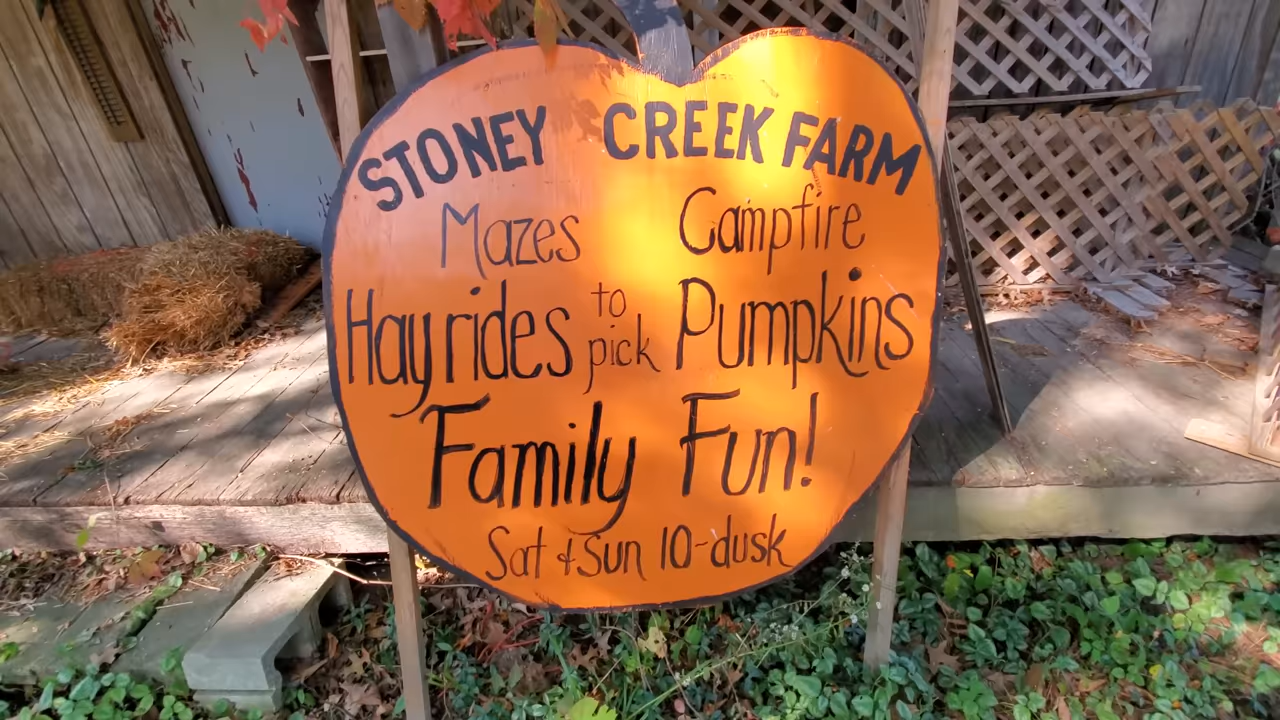 STONEY CREEK FARM
Mazes Campfire
Hayrides to pick Pumpkins
Family Fun!
Sat & Sun 10-dusk